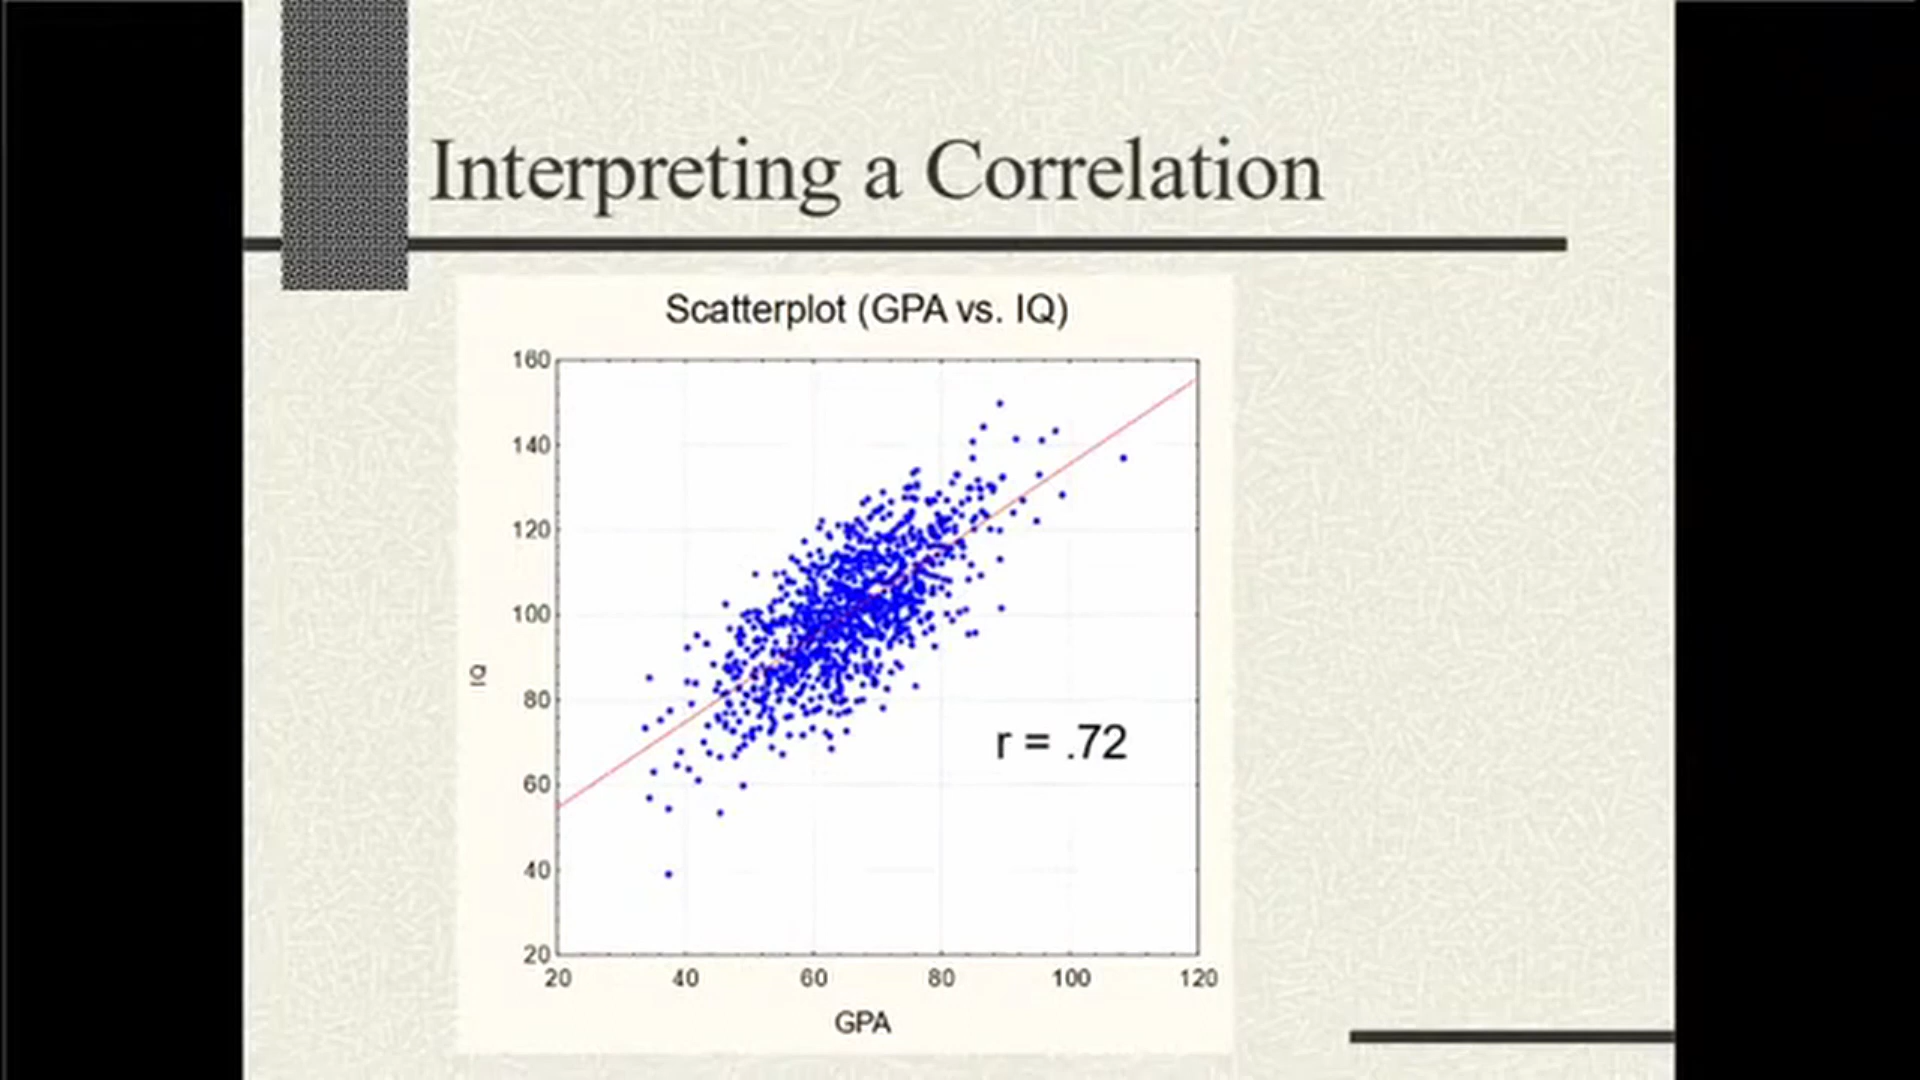 Interpreting a Correlation
Scatterplot (GPA vs. IQ)
160
140
120
100
80
60
40
20
IQ
r = .72
20 40 60 80 100 120
GPA